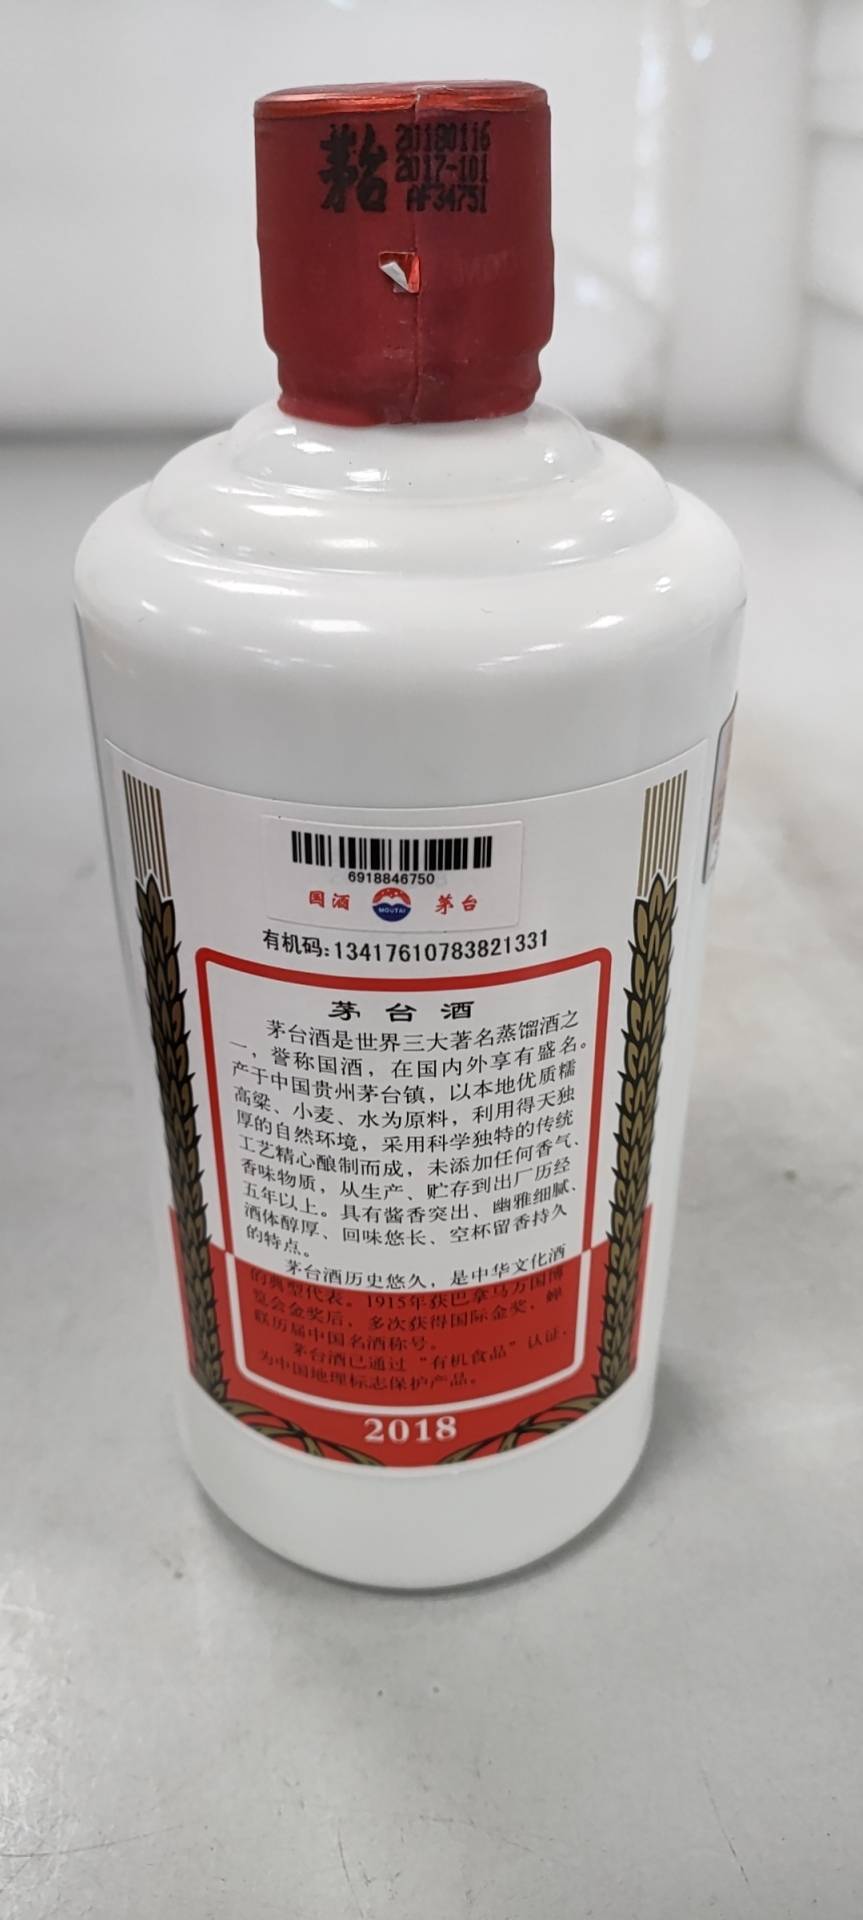 茅台
20180116
2017-101
AF34751
6918846750
国酒 MOUTAI 茅台
有机码:13417610783821331
茅台酒
茅台酒是世界三大著名蒸馏酒之
一，誉称国酒，在国内外享有盛名。
产于中国贵州茅台镇，以本地优质糯
高粱、小麦、水为原料，利用得天独
厚的自然环境，采用科学独特的传统
工艺精心酿制而成，未添加任何香气、
香味物质，从生产、贮存到出厂历经
五年以上。具有酱香突出、幽雅细腻、
酒体醇厚、回味悠长、空杯留香持久
的特点。
茅台酒历史悠久，是中华文化酒
的典型代表。1915年获巴拿马万国博
览会金奖后，多次获得国际金奖，蝉
联历届中国名酒称号。
茅台酒已通过“有机食品”认证，
为中国地理标志保护产品。
2018